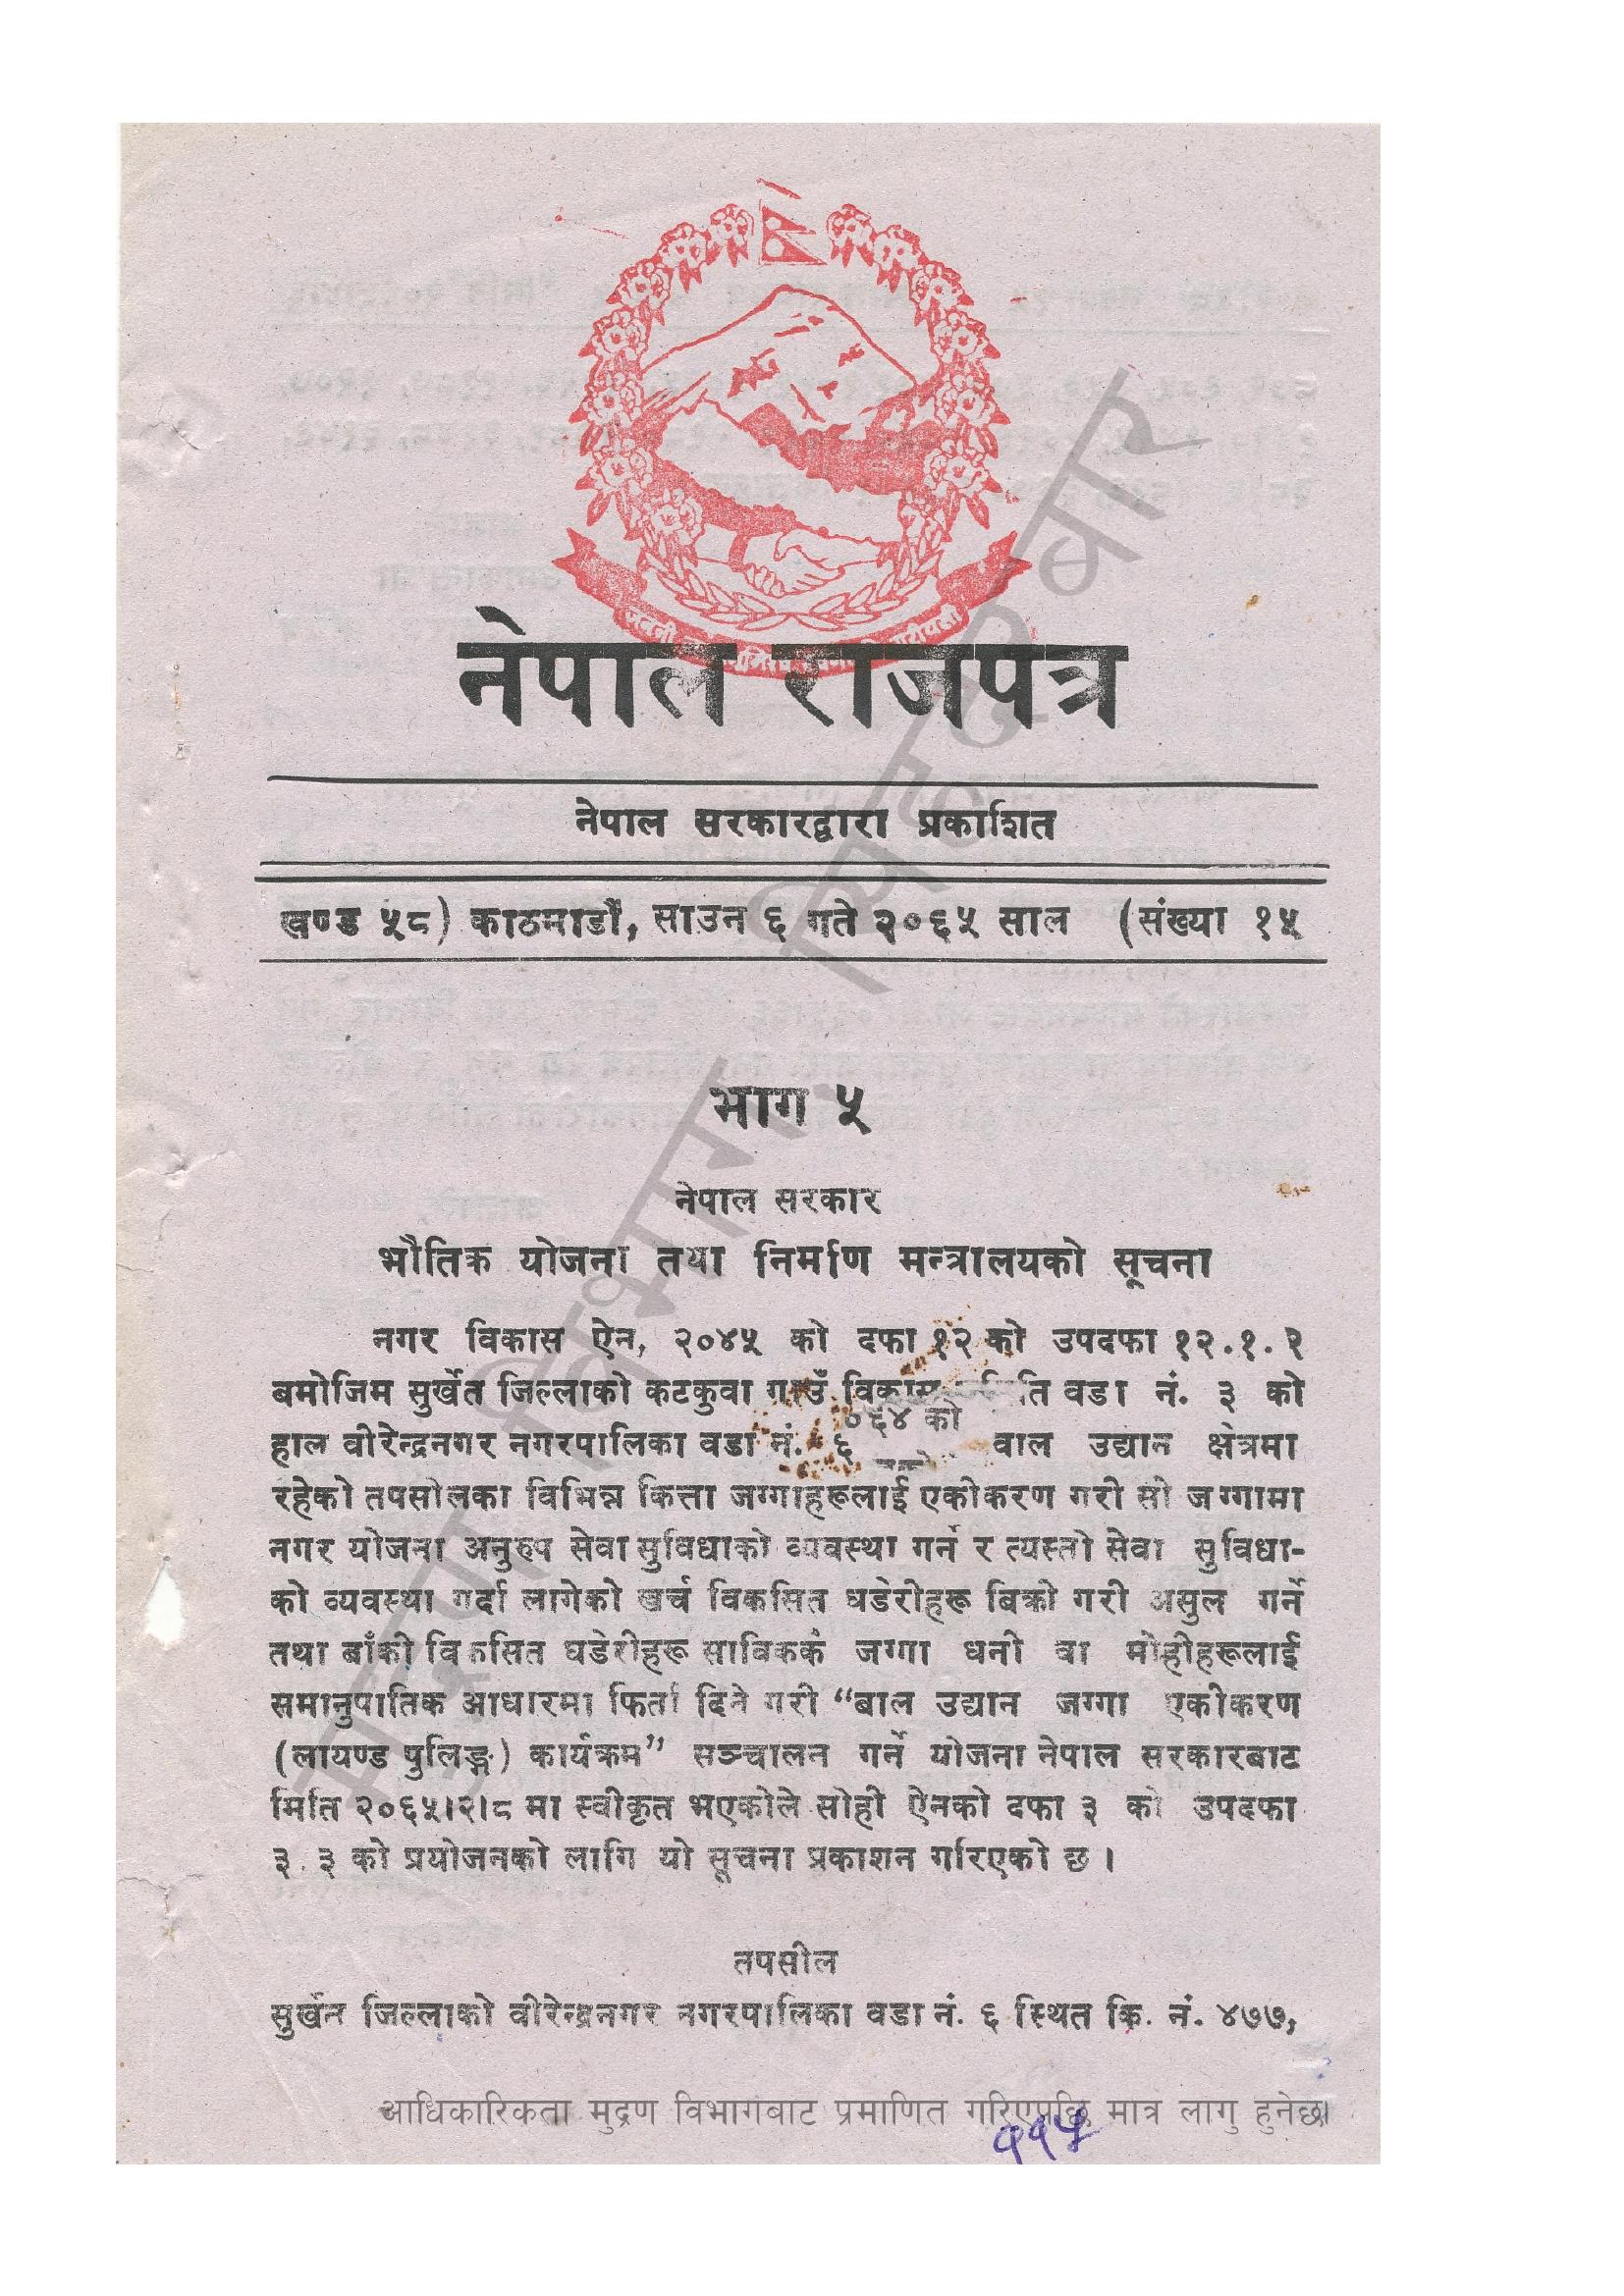 नेपाल राजपत्र
नेपाल सरकारद्वारा प्रकाशित
खण्ड ५८) काठमाडौं, साउन ६ गते २०६५ साल (संख्या १५
भाग ५
नेपाल सरकार
भौतिक योजना तथा निर्माण मन्त्रालयको सूचना
नगर विकास ऐन, २०४५ को दफा १२ को उपदफा १२.१.२
बमोजिम सुर्खेत जिल्लाको कटकुवा गाउँ विकास वडा नं. ३ को
०६४ को
हाल वीरेन्द्रनगर नगरपालिका वडा नं. ६ वाल उद्यान क्षेत्रमा
रहेको तपसीलका विभिन्न कित्ता जग्गाहरूलाई एकीकरण गरी सो जग्गामा
नगर योजना अनुरुप सेवा सुविधाको व्यवस्था गर्ने र त्यस्तो सेवा सुविधा-
को व्यवस्था गर्दा लागेको खर्च विकसित घडेरीहरू बिक्री गरी असुल गर्ने
तथा बाँकी विकसित घडेरीहरू साविककै जग्गा धनी वा मोहीहरूलाई
समानुपातिक आधारमा फिर्ता दिने गरी “बाल उद्यान जग्गा एकीकरण
(लायण्ड पुलिङ्ग) कार्यक्रम” सञ्चालन गर्ने योजना नेपाल सरकारबाट
मिति २०६५।२।८ मा स्वीकृत भएकोले सोही ऐनको दफा ३ को उपदफा
३.३ को प्रयोजनको लागि यो सूचना प्रकाशन गरिएको छ ।
तपसील
सुर्खेत जिल्लाको वीरेन्द्रनगर नगरपालिका वडा नं. ६ स्थित कि. नं. ४७७,
आधिकारिकता मुद्रण विभागबाट प्रमाणित गरिएपछि मात्र लागु हुनेछ।
११५
मुद्रण विभाग, सिंहदरबार